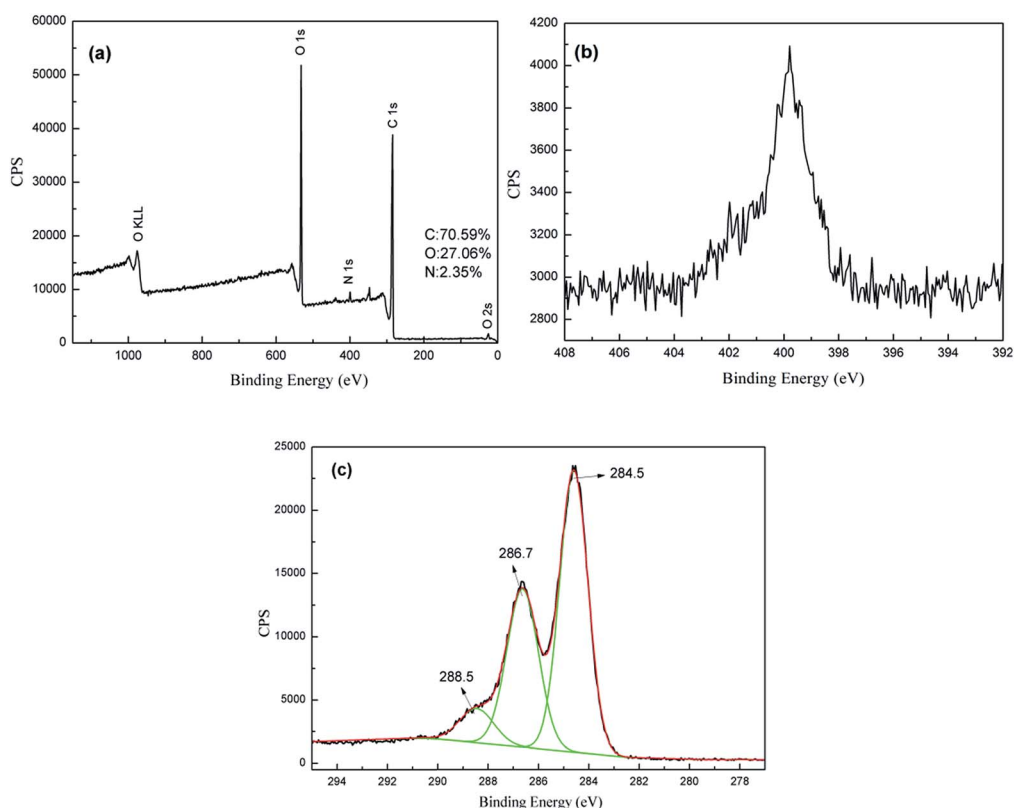 (a)
60000
50000
40000
30000
20000
10000
0
CPS
O KLL
O 1s
N 1s
C 1s
O 2s
C:70.59%
O:27.06%
N:2.35%
1000 800 600 400 200 0
Binding Energy (eV)
(b)
4200
4000
3800
3600
3400
3200
3000
2800
CPS
408 406 404 402 400 398 396 394 392
Binding Energy (eV)
(c)
25000
20000
15000
10000
5000
0
CPS
284.5
286.7
288.5
294 292 290 288 286 284 282 280 278
Binding Energy (eV)